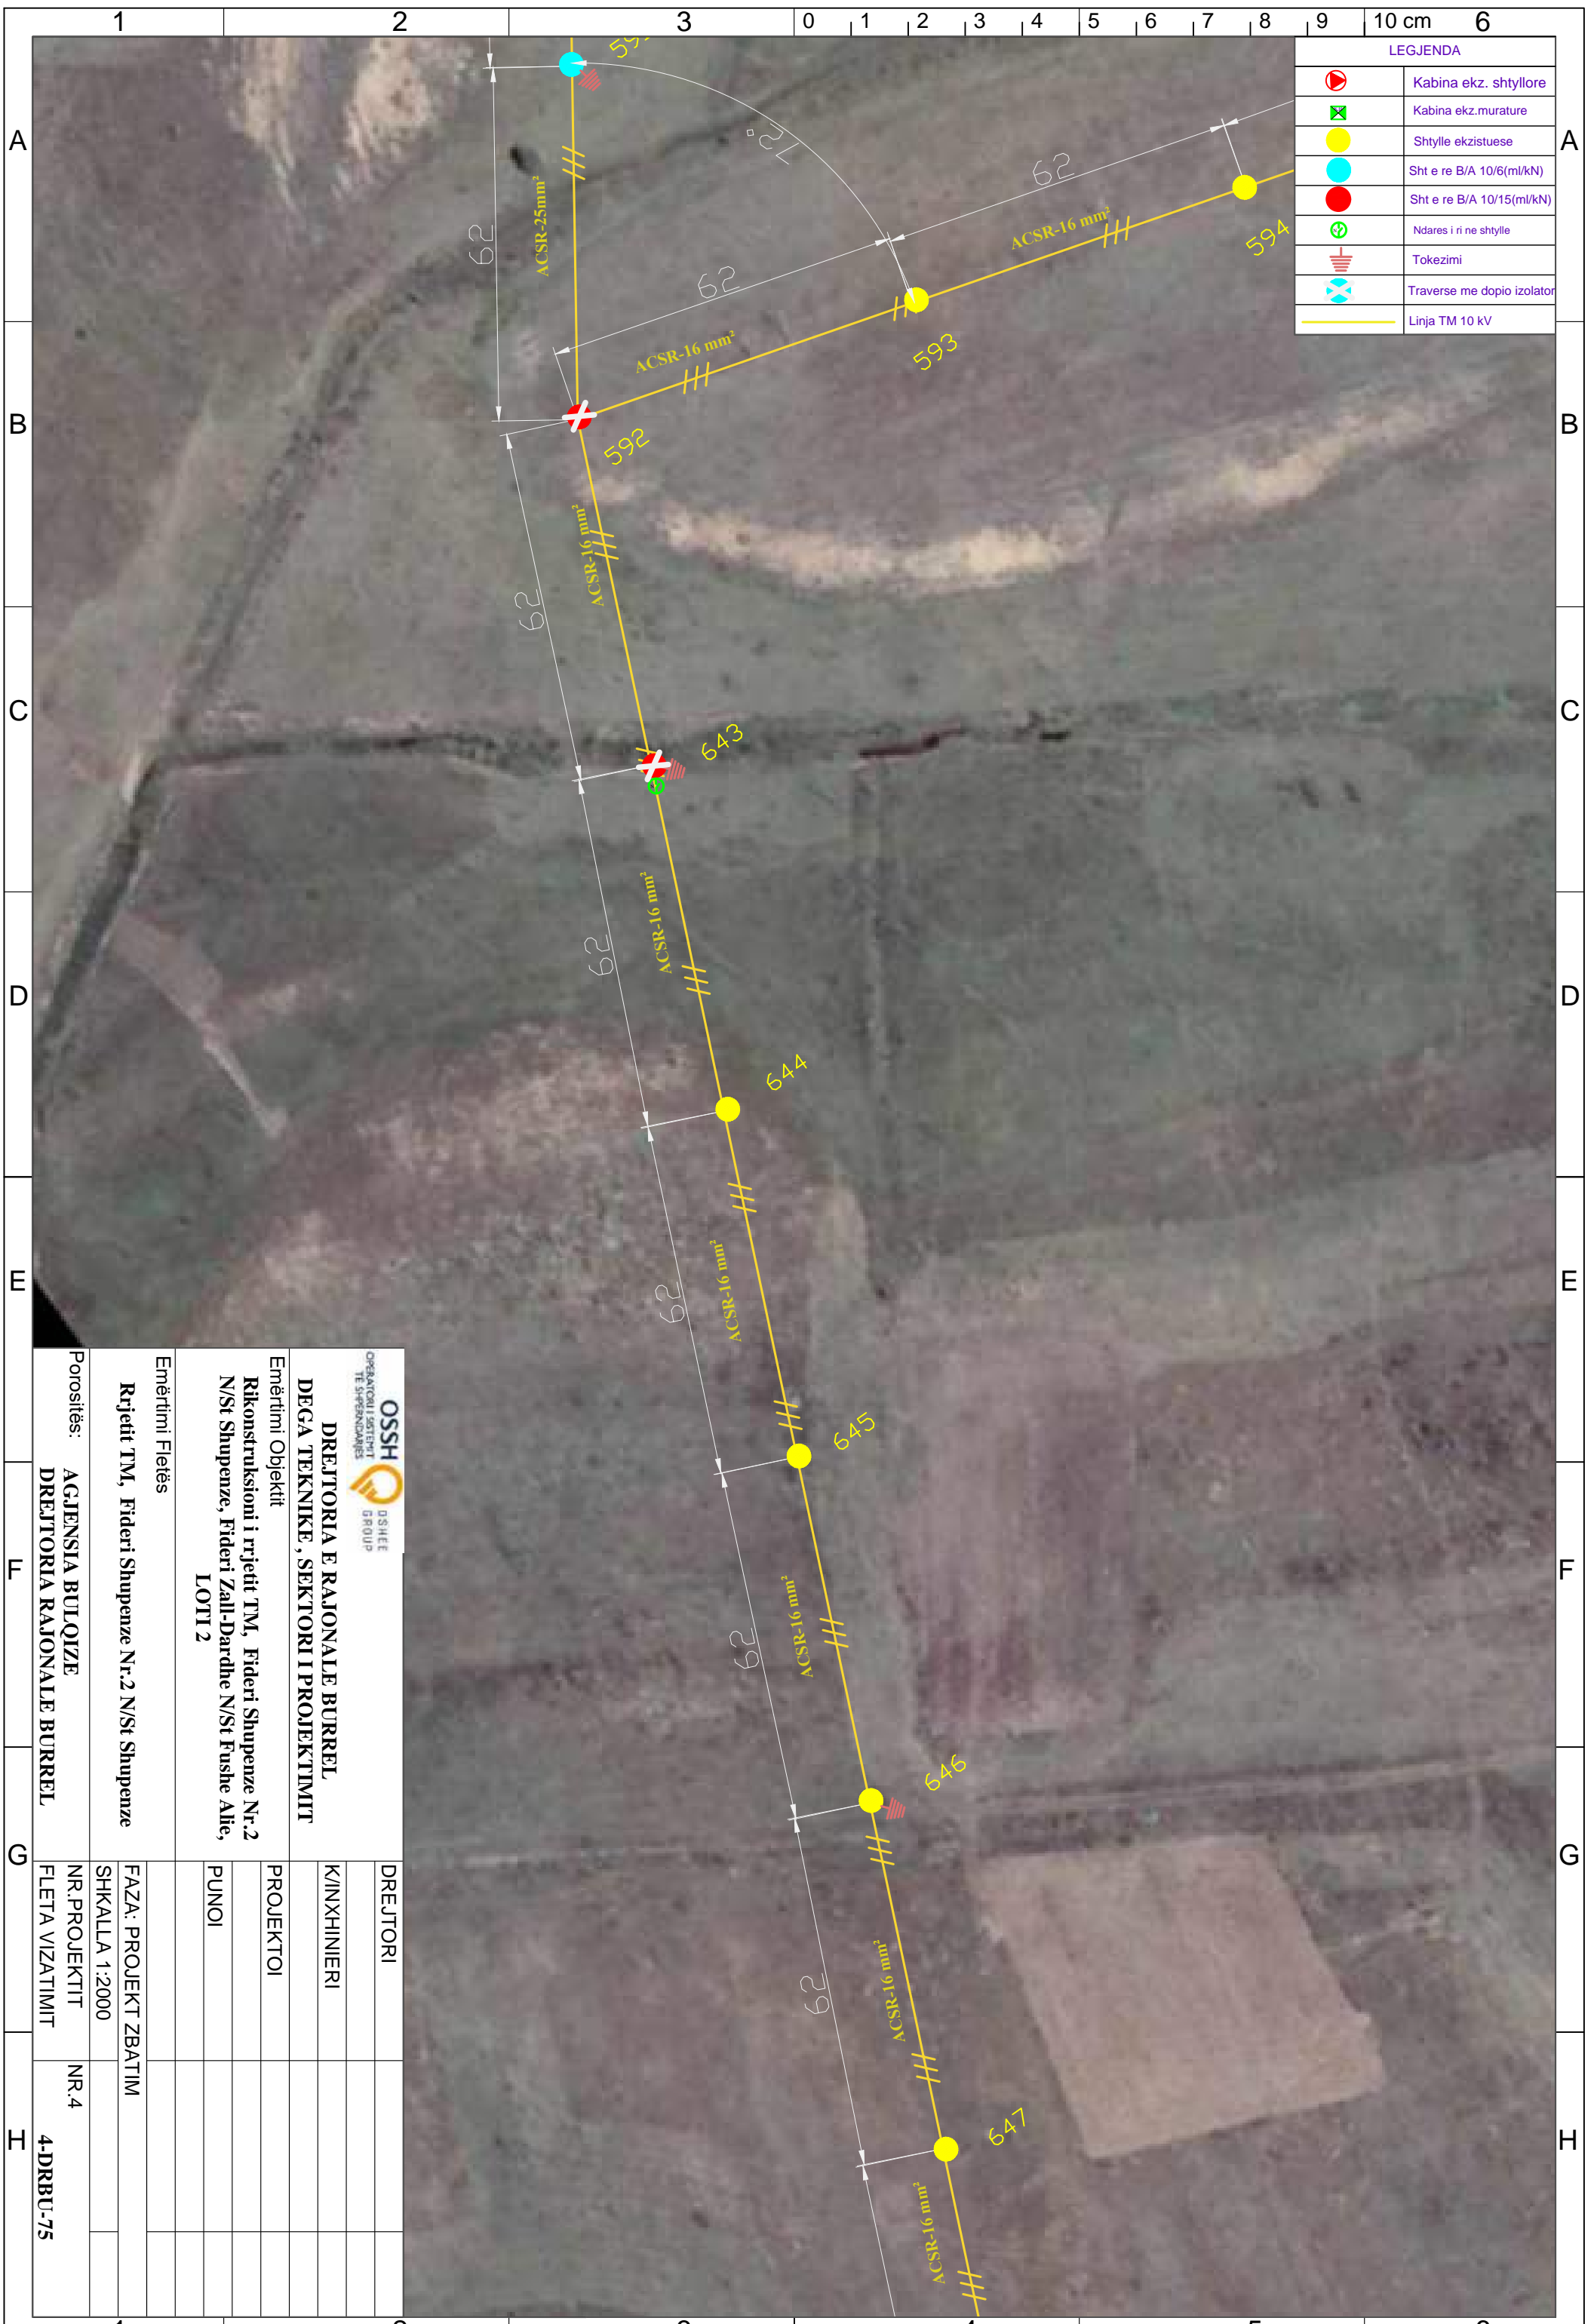 1 2 3 0 1 2 3 4 5 6 7 8 9 10 cm 6
A
A
B
B
C
C
D
D
E
E
F
F
G
G
H
H
LEGJENDA
Kabina ekz. shtyllore
Kabina ekz.murature
Shtylle ekzistuese
Sht e re B/A 10/6(ml/kN)
Sht e re B/A 10/15(ml/kN)
Ndares i ri ne shtylle
Tokezimi
Traverse me dopio izolator
Linja TM 10 kV
62
ACSR-25mm²
62
ACSR-16 mm²
62
ACSR-16 mm²
594
593
592
ACSR-16 mm²
62
643
ACSR-16 mm²
62
644
ACSR-16 mm²
62
645
ACSR-16 mm²
62
646
ACSR-16 mm²
62
647
ACSR-16 mm²
OSSH
OPERATORI I SISTEMIT
TË SHPËRNDARJES
OSHEE
GROUP
DREJTORIA E RAJONALE BURREL
DEGA TEKNIKE , SEKTORI I PROJEKTIMIT
Emërtimi Objektit
Rikonstruksioni i rrjetit TM, Fideri Shupenze Nr.2
N/St Shupenze, Fideri Zall-Dardhe N/St Fushe Alie,
LOTI 2
Emërtimi Fletës
Rrjetit TM, Fideri Shupenze Nr.2 N/St Shupenze
Porositës:
AGJENSIA BULQIZE
DREJTORIA RAJONALE BURREL
DREJTORI
K/INXHINIERI
PROJEKTOI
PUNOI
FAZA: PROJEKT ZBATIM
SHKALLA 1:2000
NR.PROJEKTIT NR.4
FLETA VIZATIMIT 4-DRBU-75